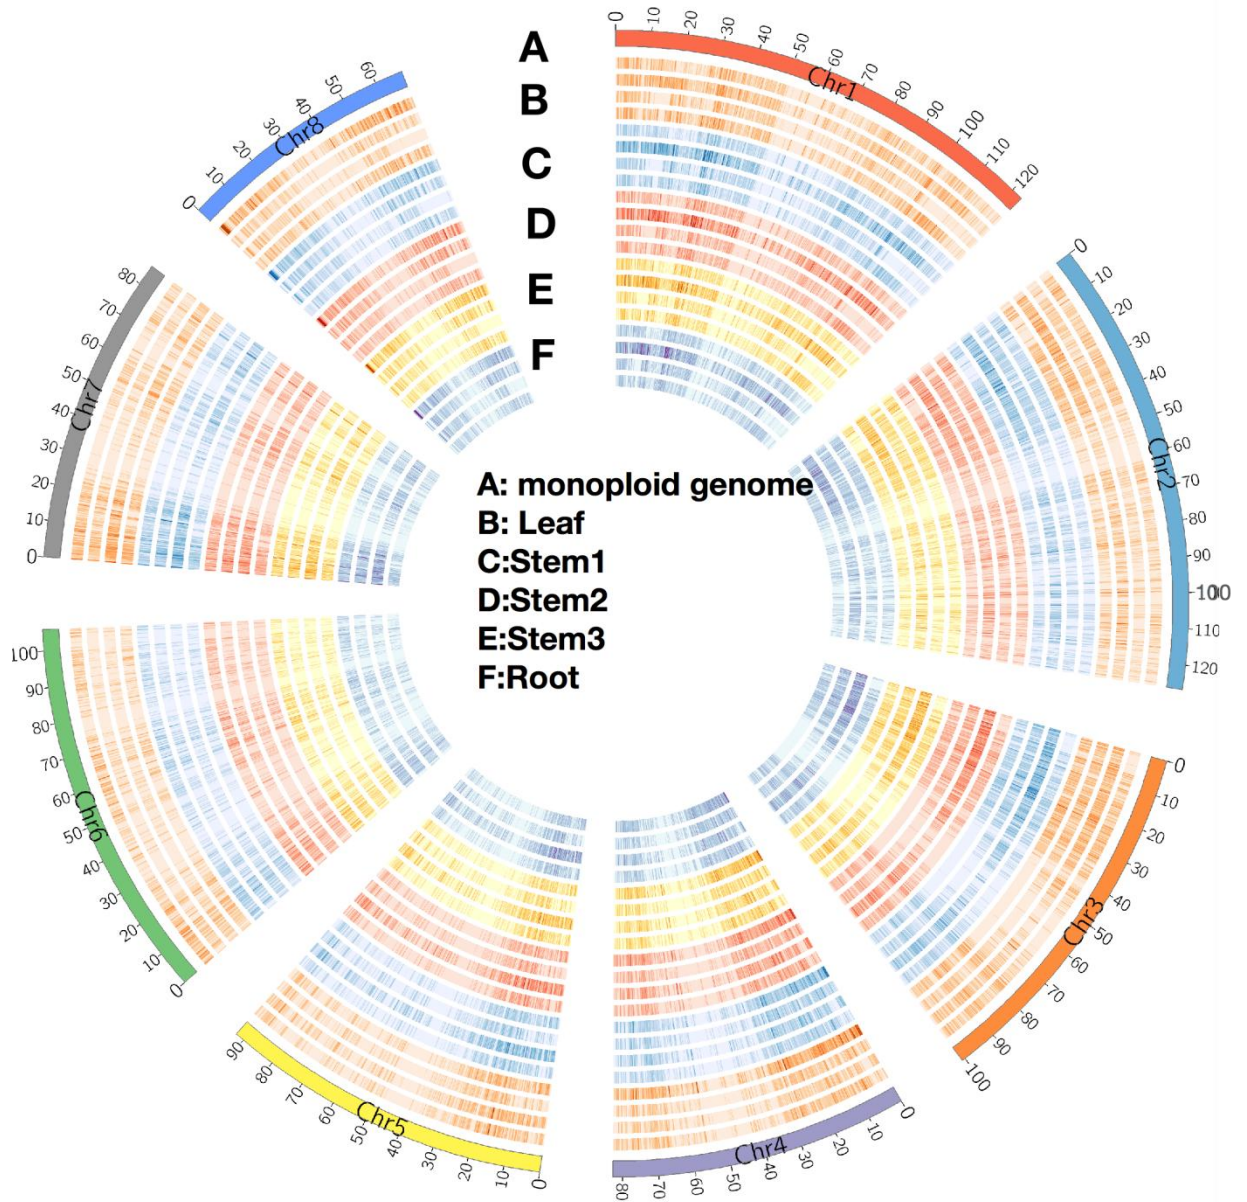 A
B
C
D
E
F
A: monoploid genome
B: Leaf
C:Stem1
D:Stem2
E:Stem3
F:Root
Chr1
0 10 20 30 40 50 60 70 80 90 100 110 120
Chr2
0 10 20 30 40 50 60 70 80 90 100 110 120
Chr3
0 10 20 30 40 50 60 70 80 90 100
Chr4
0 10 20 30 40 50 60 70 80
Chr5
0 10 20 30 40 50 60 70 80 90
Chr6
0 10 20 30 40 50 60 70 80 90 100
Chr7
0 10 20 30 40 50 60 70 80
Chr8
0 10 20 30 40 50 60